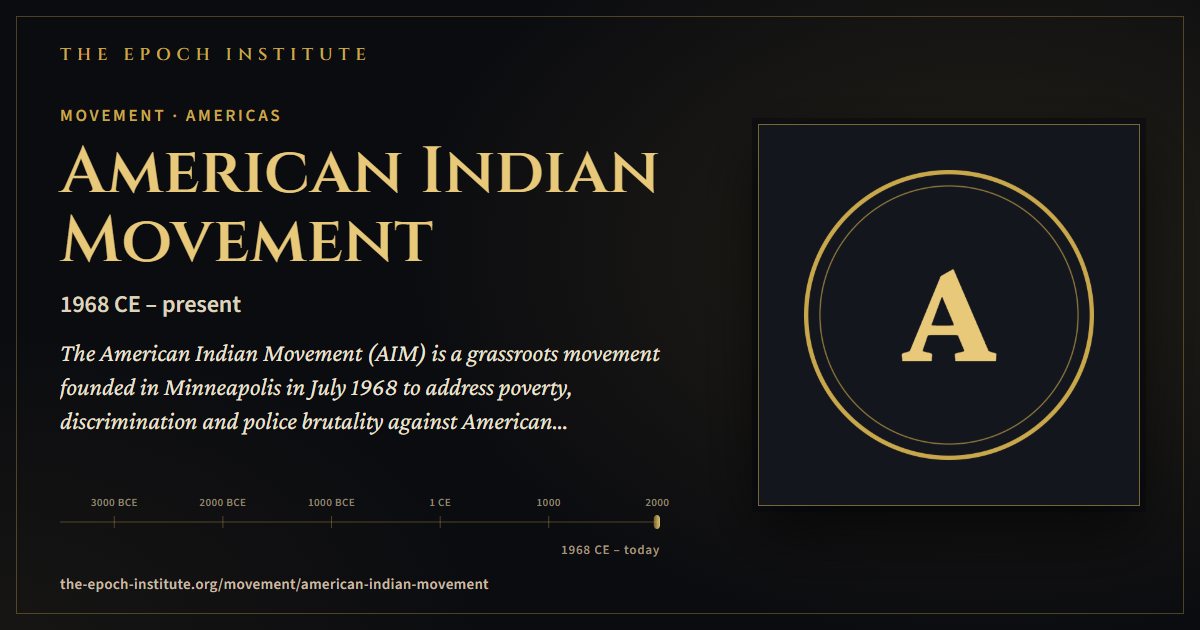 THE EPOCH INSTITUTE
MOVEMENT · AMERICAS
AMERICAN INDIAN
MOVEMENT
1968 CE – present
The American Indian Movement (AIM) is a grassroots movement
founded in Minneapolis in July 1968 to address poverty,
discrimination and police brutality against American...
A
3000 BCE 2000 BCE 1000 BCE 1 CE 1000 2000
1968 CE – today
the-epoch-institute.org/movement/american-indian-movement